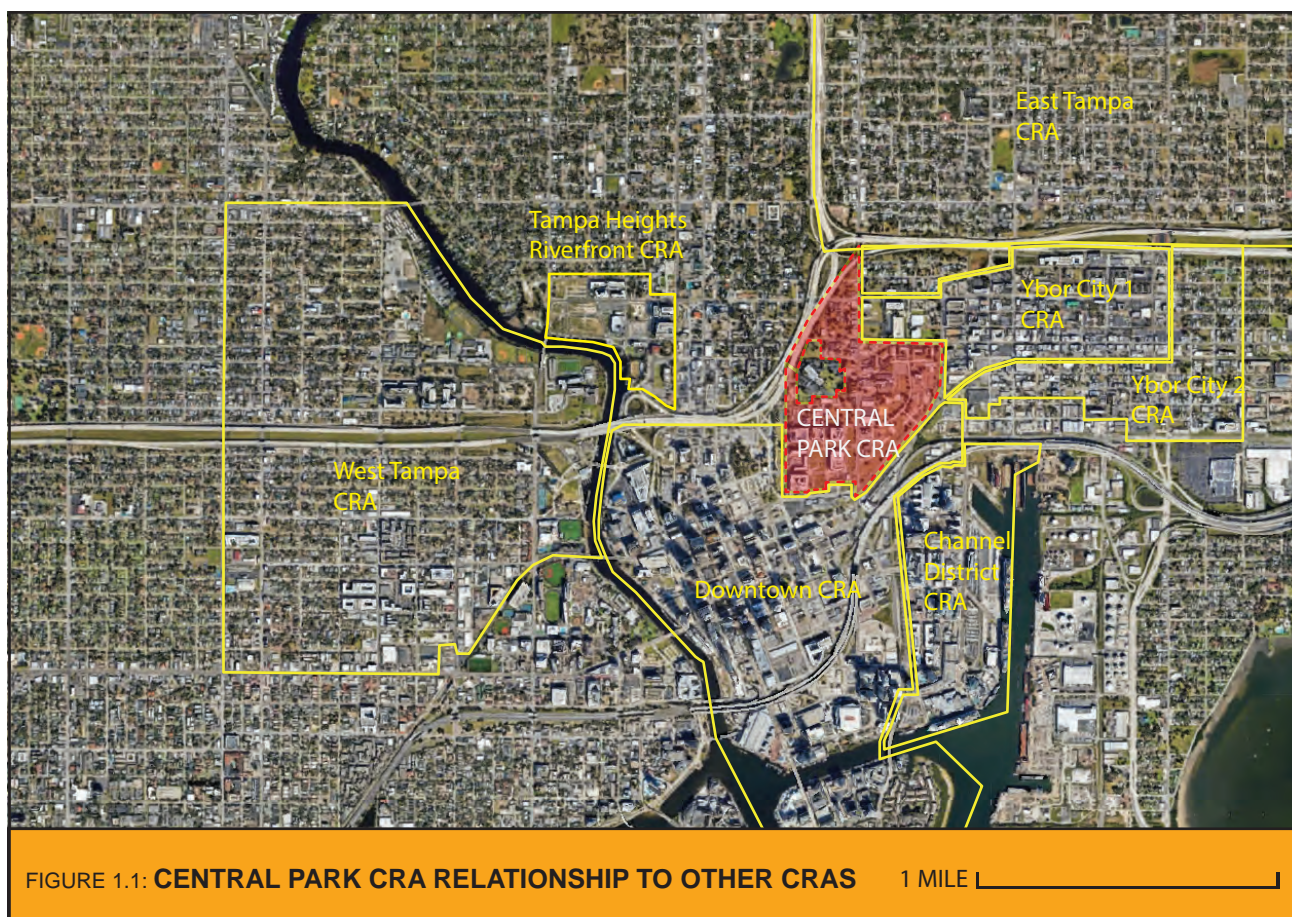 East Tampa
CRA
Tampa Heights
Riverfront CRA
Ybor City 1
CRA
Ybor City 2
CRA
CENTRAL
PARK CRA
West Tampa
CRA
Channel
District
CRA
Downtown CRA
FIGURE 1.1: CENTRAL PARK CRA RELATIONSHIP TO OTHER CRAS 1 MILE